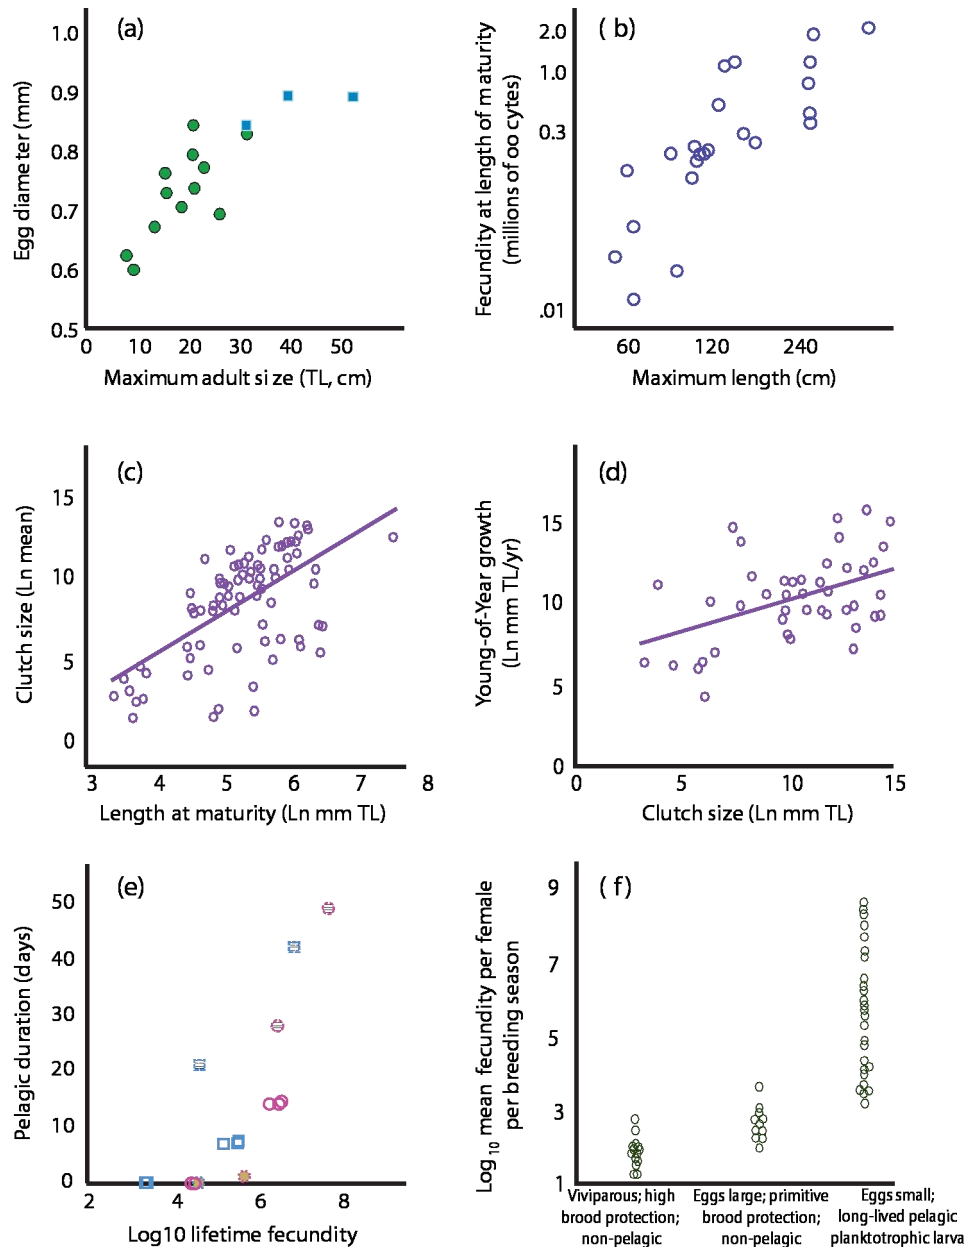 (a)
1.0
0.9
0.8
0.7
0.6
0.5
0 10 20 30 40 50
Egg diameter (mm)
Maximum adult size (TL, cm)
( b)
2.0
1.0
0.3
.01
60 120 240
Fecundity at length of maturity
(millions of oo cytes)
Maximum length (cm)
(c)
15
10
5
0
3 4 5 6 7 8
Clutch size (Ln mean)
Length at maturity (Ln mm TL)
(d)
15
10
5
0
0 5 10 15
Young-of-Year growth
(Ln mm TL/yr)
Clutch size (Ln mm TL)
(e)
50
40
30
20
10
0
2 4 6 8
Pelagic duration (days)
Log10 lifetime fecundity
( f)
9
7
5
3
1
Log10 mean fecundity per female
per breeding season
Viviparous; high
brood protection;
non-pelagic
Eggs large; primitive
brood protection;
non-pelagic
Eggs small;
long-lived pelagic
planktotrophic larva